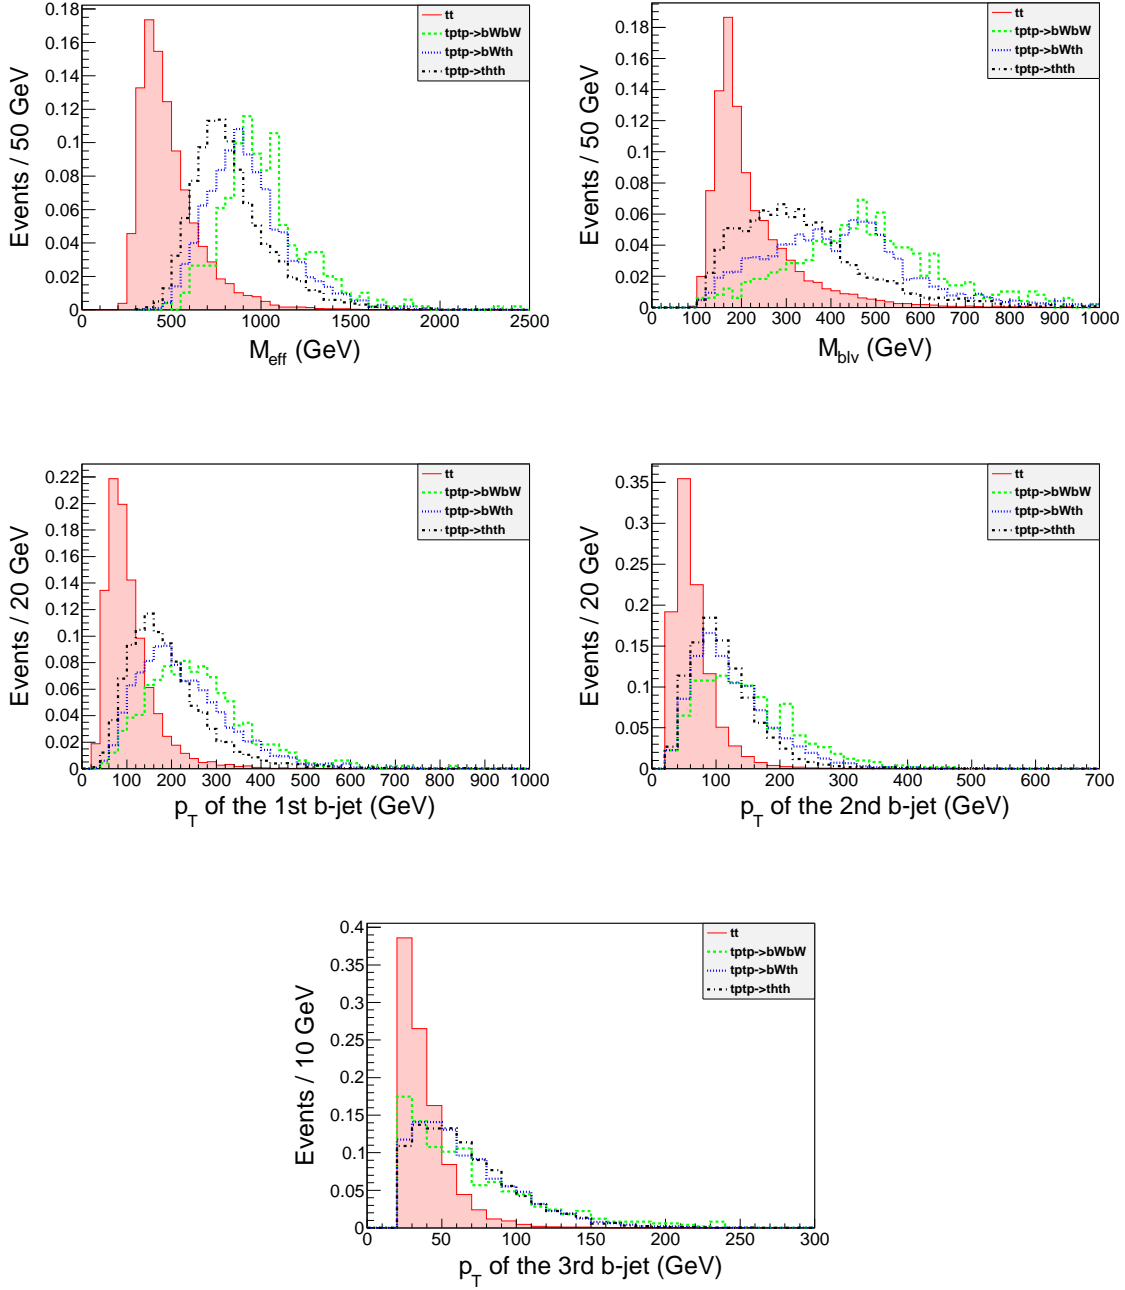 0.18
0.16
0.14
0.12
0.1
0.08
0.06
0.04
0.02
0
Events / 50 GeV
0 500 1000 1500 2000 2500
M_eff (GeV)
tt
tptp->bWbW
tptp->bWth
tptp->thth
0.18
0.16
0.14
0.12
0.1
0.08
0.06
0.04
0.02
0
Events / 50 GeV
0 100 200 300 400 500 600 700 800 900 1000
M_blv (GeV)
tt
tptp->bWbW
tptp->bWth
tptp->thth
0.22
0.2
0.18
0.16
0.14
0.12
0.1
0.08
0.06
0.04
0.02
0
Events / 20 GeV
0 100 200 300 400 500 600 700 800 900 1000
p_T of the 1st b-jet (GeV)
tt
tptp->bWbW
tptp->bWth
tptp->thth
0.35
0.3
0.25
0.2
0.15
0.1
0.05
0
Events / 20 GeV
0 100 200 300 400 500 600 700
p_T of the 2nd b-jet (GeV)
tt
tptp->bWbW
tptp->bWth
tptp->thth
0.4
0.35
0.3
0.25
0.2
0.15
0.1
0.05
0
Events / 10 GeV
0 50 100 150 200 250 300
p_T of the 3rd b-jet (GeV)
tt
tptp->bWbW
tptp->bWth
tptp->thth